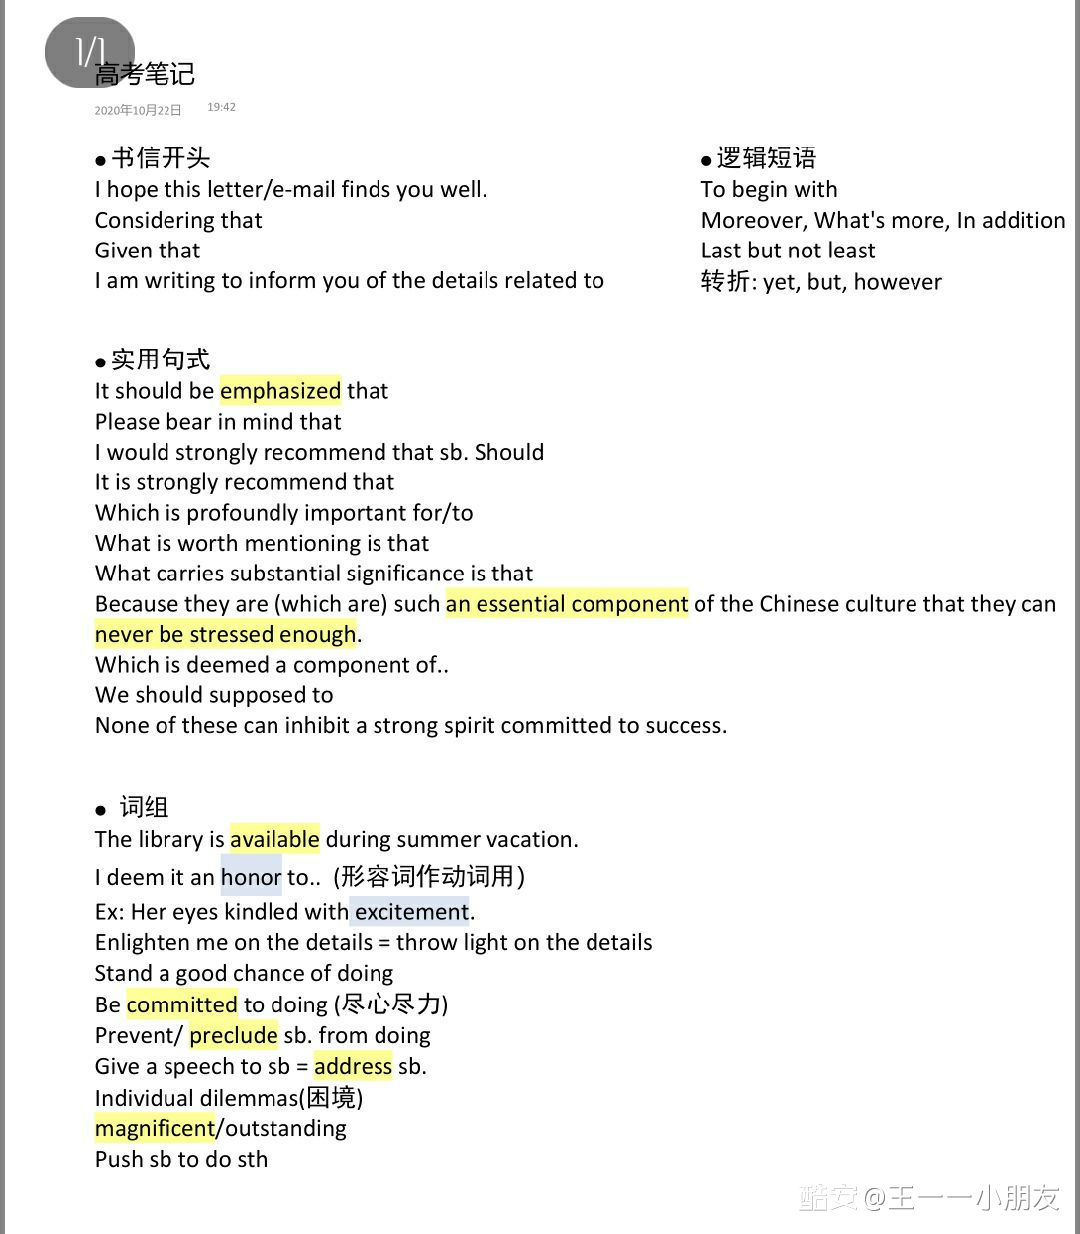 1/1
高考笔记
2020年10月22日 19:42
● 书信开头
I hope this letter/e-mail finds you well.
Considering that
Given that
I am writing to inform you of the details related to
● 逻辑短语
To begin with
Moreover, What's more, In addition
Last but not least
转折: yet, but, however
● 实用句式
It should be emphasized that
Please bear in mind that
I would strongly recommend that sb. Should
It is strongly recommend that
Which is profoundly important for/to
What is worth mentioning is that
What carries substantial significance is that
Because they are (which are) such an essential component of the Chinese culture that they can
never be stressed enough.
Which is deemed a component of..
We should supposed to
None of these can inhibit a strong spirit committed to success.
● 词组
The library is available during summer vacation.
I deem it an honor to.. (形容词作动词用)
Ex: Her eyes kindled with excitement.
Enlighten me on the details = throw light on the details
Stand a good chance of doing
Be committed to doing (尽心尽力)
Prevent/ preclude sb. from doing
Give a speech to sb = address sb.
Individual dilemmas(困境)
magnificent/outstanding
Push sb to do sth
酷安@王一一小朋友